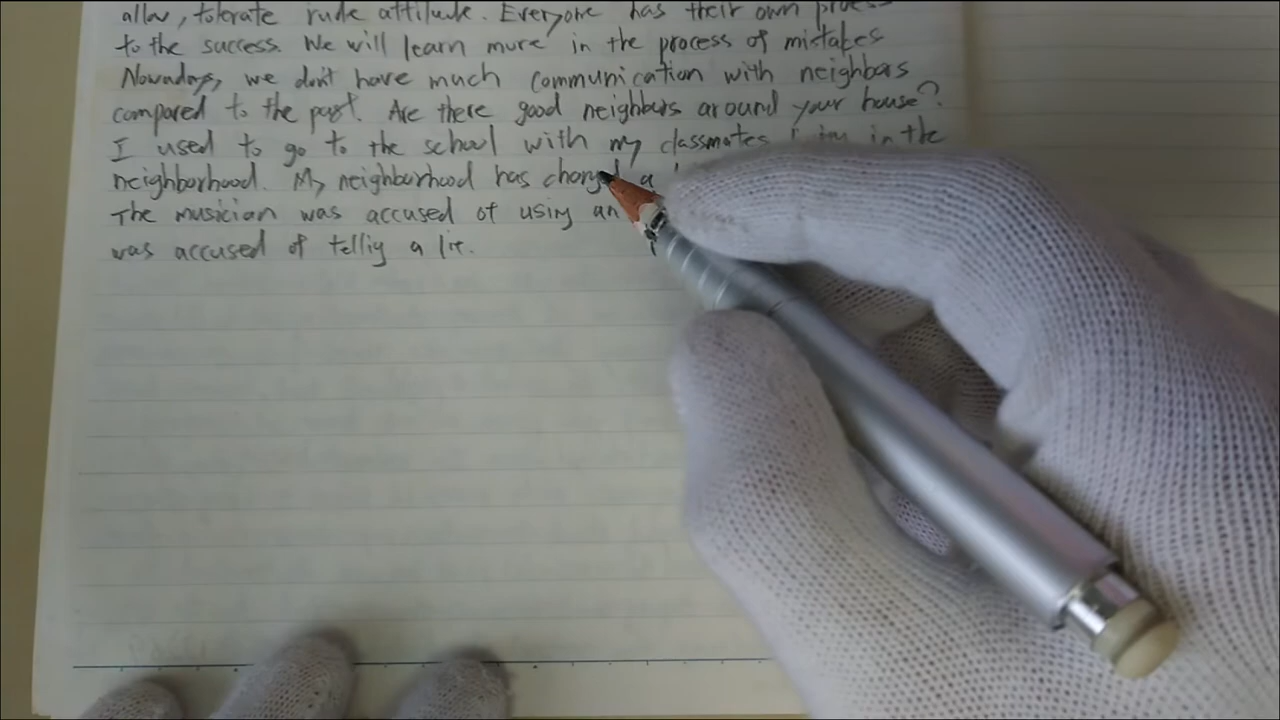 allow, tolerate rude attitude. Everyone has their own process
to the success. We will learn more in the process of mistakes
Nowadays, we don't have much communication with neighbors
compared to the past. Are there good neighbors around your house?
I used to go to the school with my classmates in the
neighborhood. My neighborhood has changed a
The musician was accused of using an
was accused of tellig a lie.